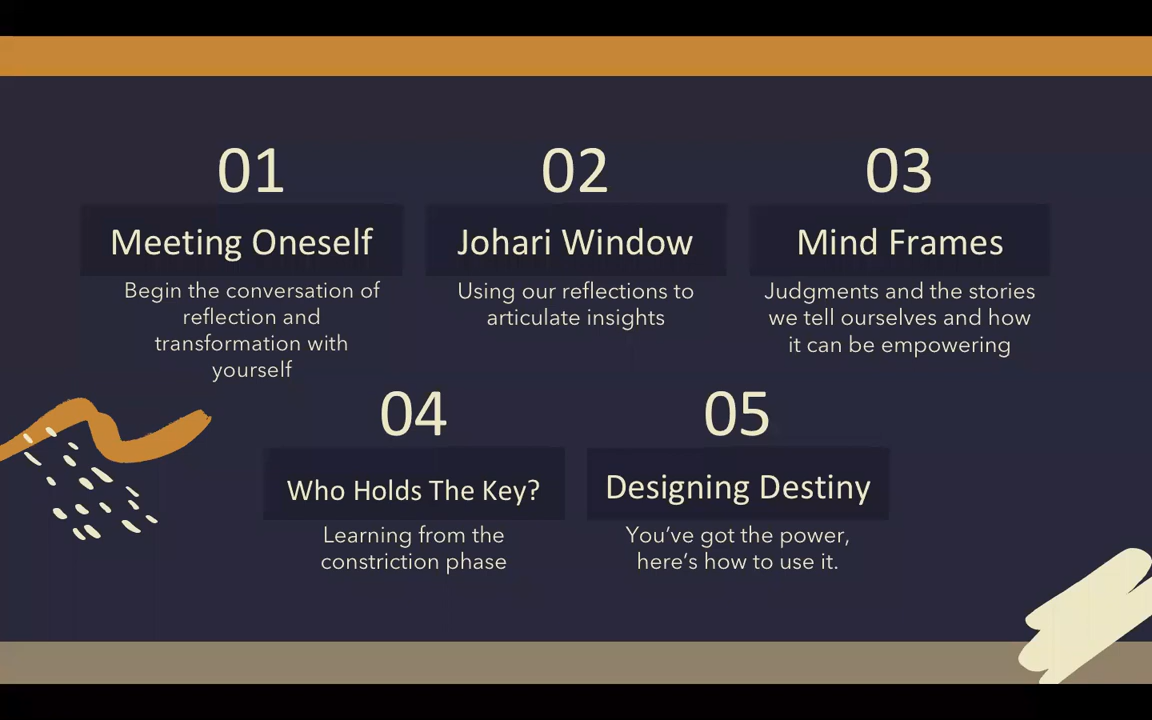 01
Meeting Oneself
Begin the conversation of
reflection and
transformation with
yourself
02
Johari Window
Using our reflections to
articulate insights
03
Mind Frames
Judgments and the stories
we tell ourselves and how
it can be empowering
04
Who Holds The Key?
Learning from the
constriction phase
05
Designing Destiny
You’ve got the power,
here’s how to use it.